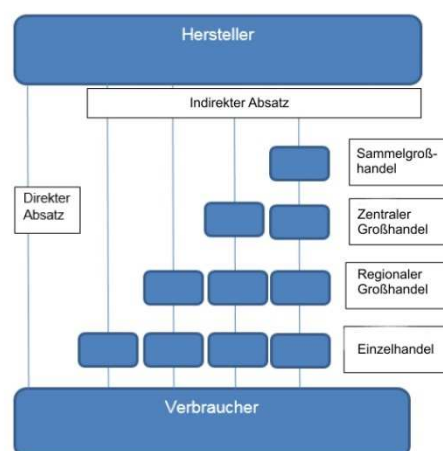 Hersteller
Indirekter Absatz
Sammelgroß-
handel
Direkter
Absatz
Zentraler
Großhandel
Regionaler
Großhandel
Einzelhandel
Verbraucher